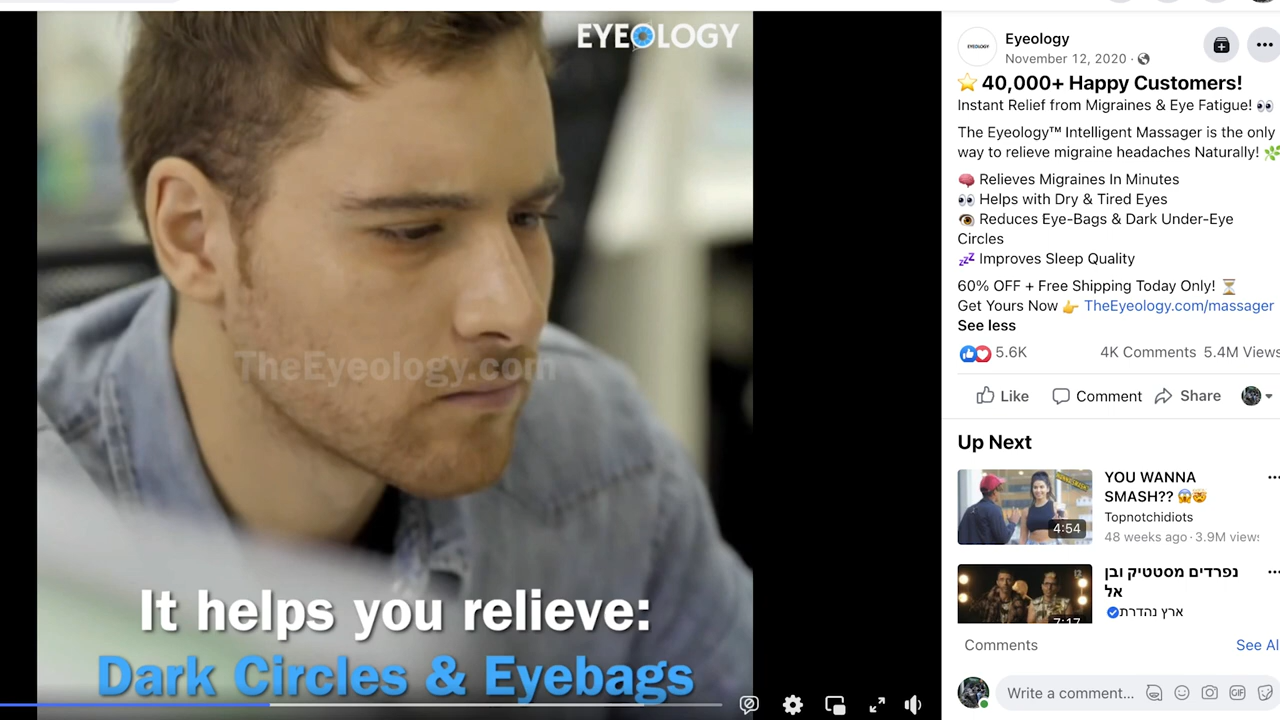 EYEOLOGY
TheEyeology.com
It helps you relieve:
Dark Circles & Eyebags
EYEOLOGY
Eyeology
November 12, 2020 ·
⭐ 40,000+ Happy Customers!
Instant Relief from Migraines & Eye Fatigue! 👀
The Eyeology™ Intelligent Massager is the only
way to relieve migraine headaches Naturally! 🌿
🧠 Relieves Migraines In Minutes
👀 Helps with Dry & Tired Eyes
👁 Reduces Eye-Bags & Dark Under-Eye
Circles
💤 Improves Sleep Quality
60% OFF + Free Shipping Today Only! ⏳
Get Yours Now 👉 TheEyeology.com/massager
See less
5.6K
4K Comments 5.4M Views
Like Comment Share
Up Next
YOU WANNA
SMASH?? 😱🤯
Topnotchidiots
48 weeks ago · 3.9M views
4:54
נפרדים מסטטיק ובן
אל
ארץ נהדרת
7:17
Comments
See Al
Write a comment...
GIF